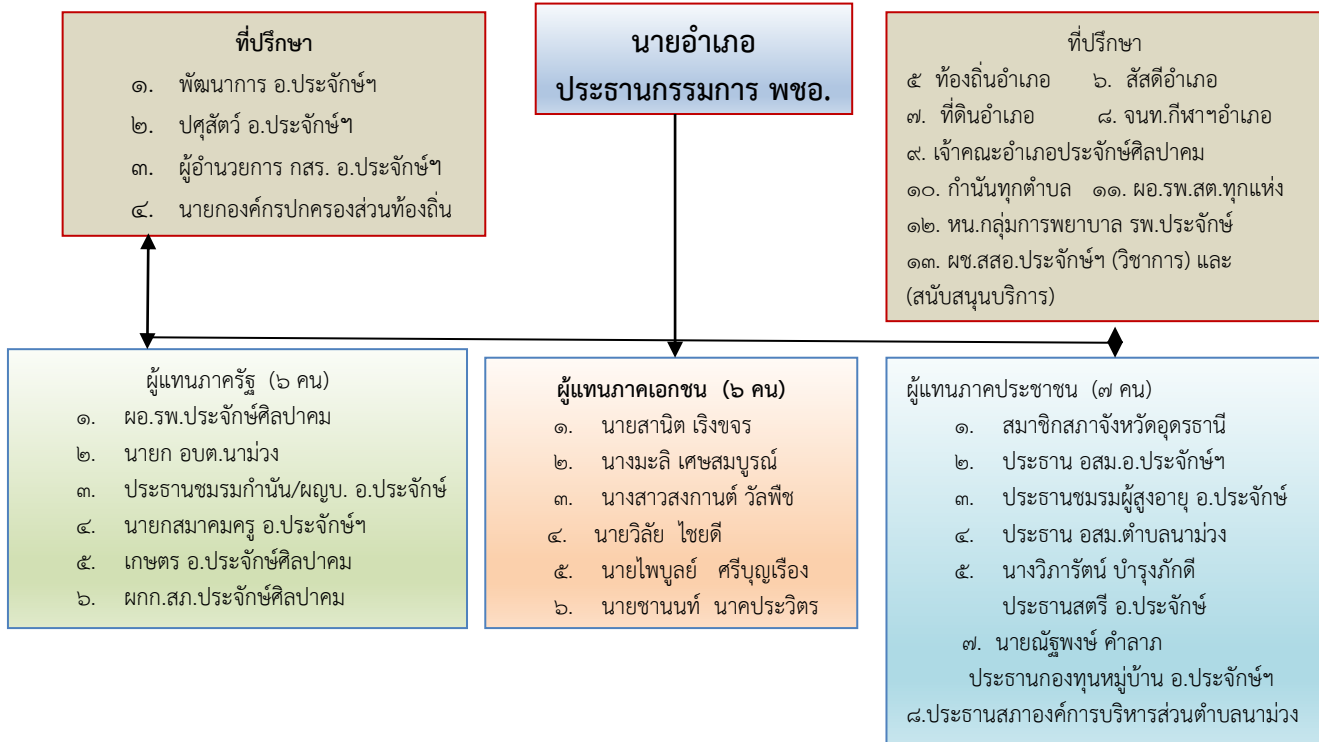 ที่ปรึกษา
๑. พัฒนาการ อ.ประจักษ์ฯ
๒. ปศุสัตว์ อ.ประจักษ์ฯ
๓. ผู้อำนวยการ กสร. อ.ประจักษ์ฯ
๔. นายกองค์กรปกครองส่วนท้องถิ่น
นายอำเภอ
ประธานกรรมการ พชอ.
ที่ปรึกษา
๕ ท้องถิ่นอำเภอ ๖. สัสดีอำเภอ
๗. ที่ดินอำเภอ ๘. จนท.กีฬาฯอำเภอ
๙. เจ้าคณะอำเภอประจักษ์ศิลปาคม
๑๐. กำนันทุกตำบล ๑๑. ผอ.รพ.สต.ทุกแห่ง
๑๒. หน.กลุ่มการพยาบาล รพ.ประจักษ์
๑๓. ผช.สสอ.ประจักษ์ฯ (วิชาการ) และ
(สนับสนุนบริการ)
ผู้แทนภาครัฐ (๖ คน)
๑. ผอ.รพ.ประจักษ์ศิลปาคม
๒. นายก อบต.นาม่วง
๓. ประธานชมรมกำนัน/ผญบ. อ.ประจักษ์
๔. นายกสมาคมครู อ.ประจักษ์ฯ
๕. เกษตร อ.ประจักษ์ศิลปาคม
๖. ผกก.สภ.ประจักษ์ศิลปาคม
ผู้แทนภาคเอกชน (๖ คน)
๑. นายสานิต เริงขจร
๒. นางมะลิ เศษสมบูรณ์
๓. นางสาวสงกานต์ วัลพืช
๔. นายวิลัย ไชยดี
๕. นายไพบูลย์ ศรีบุญเรือง
๖. นายชานนท์ นาคประวิตร
ผู้แทนภาคประชาชน (๗ คน)
๑. สมาชิกสภาจังหวัดอุดรธานี
๒. ประธาน อสม.อ.ประจักษ์ฯ
๓. ประธานชมรมผู้สูงอายุ อ.ประจักษ์
๔. ประธาน อสม.ตำบลนาม่วง
๕. นางวิภารัตน์ บำรุงภักดี
ประธานสตรี อ.ประจักษ์
๗. นายณัฐพงษ์ คำลาภ
ประธานกองทุนหมู่บ้าน อ.ประจักษ์ฯ
๘.ประธานสภาองค์การบริหารส่วนตำบลนาม่วง